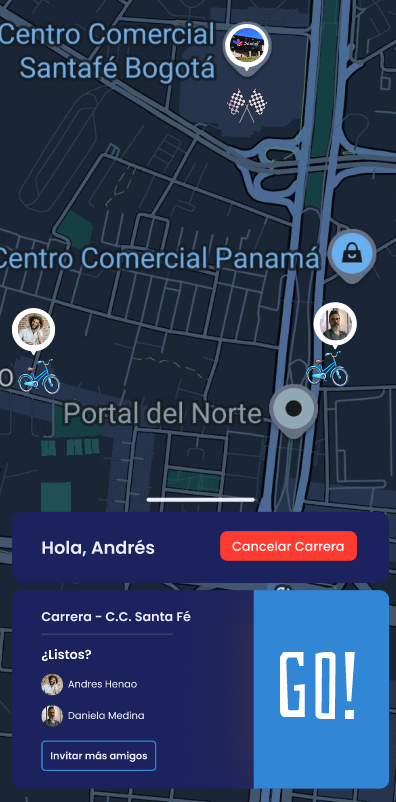 Centro Comercial
Santafé Bogotá
Centro Comercial Panamá
O
Portal del Norte
Hola, Andrés
Cancelar Carrera
Carrera - C.C. Santa Fé
¿Listos?
Andres Henao
Daniela Medina
Invitar más amigos
GO!